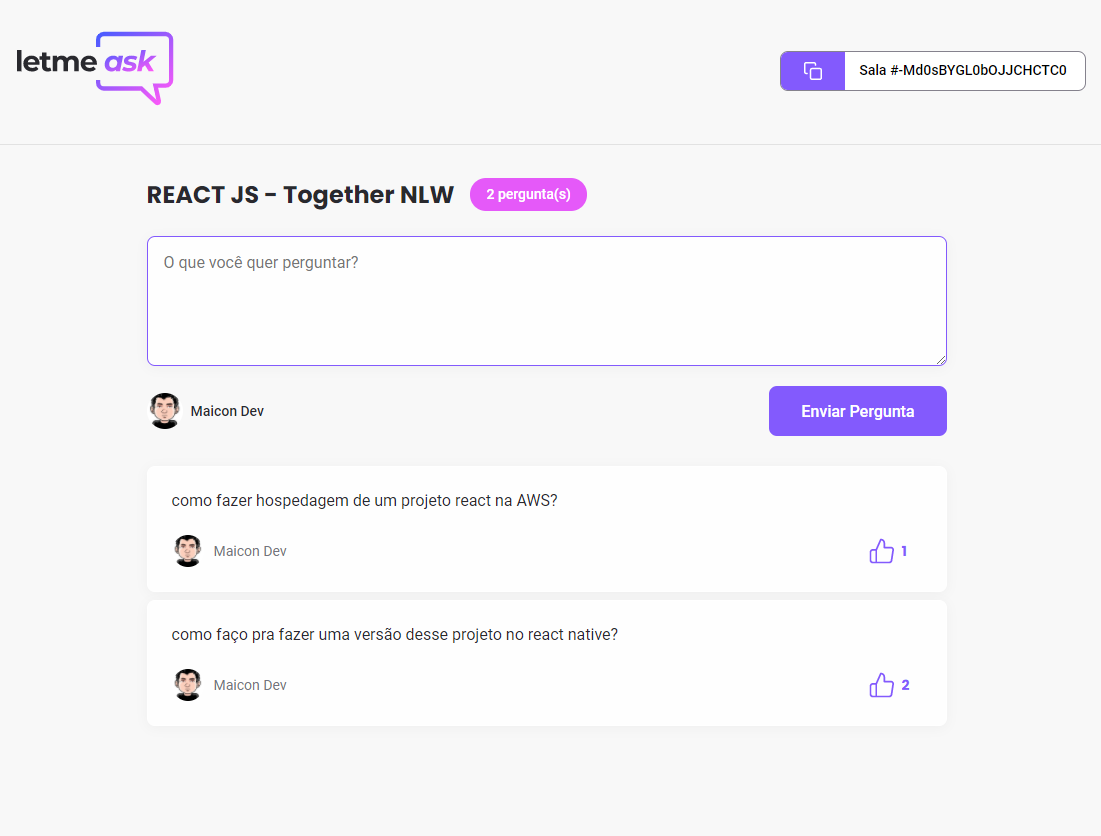 letme ask
Sala #-Md0sBYGL0bOJJCHCTC0
REACT JS - Together NLW
2 pergunta(s)
O que você quer perguntar?
Maicon Dev
Enviar Pergunta
como fazer hospedagem de um projeto react na AWS?
Maicon Dev
1
como faço pra fazer uma versão desse projeto no react native?
Maicon Dev
2